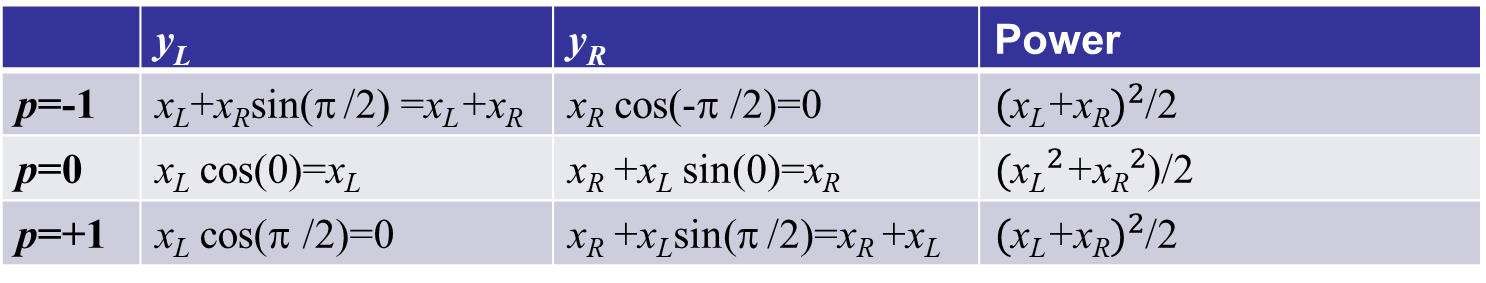 y_L y_R Power
p=-1 x_L+x_Rsin(π /2) =x_L+x_R x_R cos(-π /2)=0 (x_L+x_R)²/2
p=0 x_L cos(0)=x_L x_R +x_L sin(0)=x_R (x_L²+x_R²)/2
p=+1 x_L cos(π /2)=0 x_R +x_Lsin(π /2)=x_R +x_L (x_L+x_R)²/2